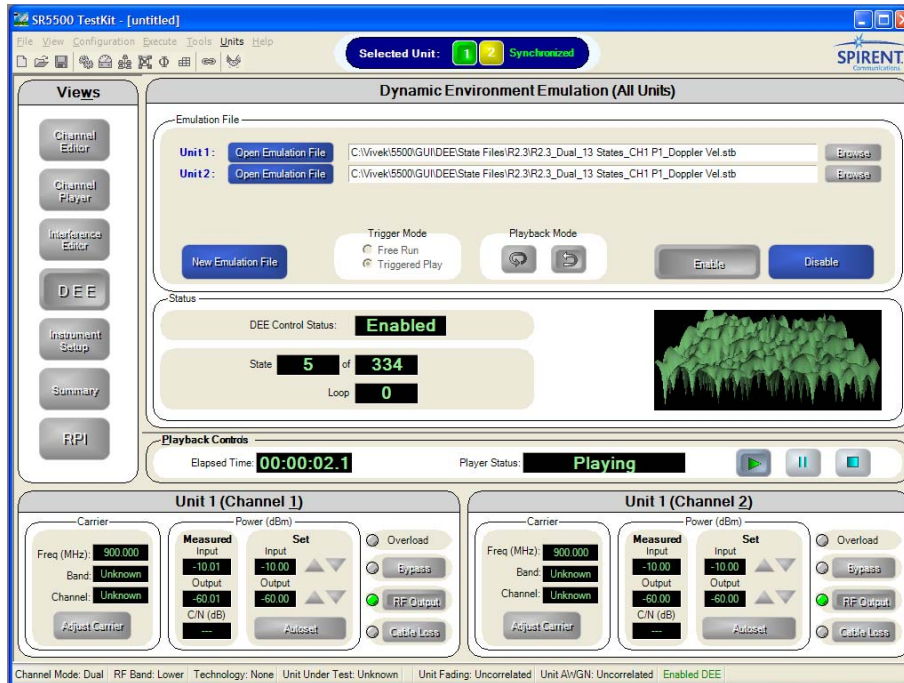 SR5500 TestKit - [untitled]
File View Configuration Execute Tools Units Help
Selected Unit: 1 2 Synchronized
SPIRENT
Communications
Views
Channel Editor
Channel Player
Interference Editor
DEE
Instrument Setup
Summary
RPI
Dynamic Environment Emulation (All Units)
Emulation File
Unit 1: Open Emulation File C:\Vivek\5500\GUI\DEE\State Files\R2.3\R2.3_Dual_13 States_CH1 P1_Doppler Vel.stb Browse
Unit 2: Open Emulation File C:\Vivek\5500\GUI\DEE\State Files\R2.3\R2.3_Dual_13 States_CH1 P1_Doppler Vel.stb Browse
New Emulation File
Trigger Mode
Free Run
Triggered Play
Playback Mode
Enable
Disable
Status
DEE Control Status: Enabled
State 5 of 334
Loop 0
Playback Controls
Elapsed Time: 00:00:02.1 Player Status: Playing
Unit 1 (Channel 1)
Carrier
Freq (MHz): 900.000
Band: Unknown
Channel: Unknown
Adjust Carrier
Power (dBm)
Measured Set
Input Input
-10.01 -10.00
Output Output
-60.01 -60.00
C/N (dB)
---
Autoset
Overload
Bypass
RF Output
Cable Loss
Unit 1 (Channel 2)
Carrier
Freq (MHz): 900.000
Band: Unknown
Channel: Unknown
Adjust Carrier
Power (dBm)
Measured Set
Input Input
-10.00 -10.00
Output Output
-60.01 -60.00
C/N (dB)
---
Autoset
Overload
Bypass
RF Output
Cable Loss
Channel Mode: Dual RF Band: Lower Technology: None Unit Under Test: Unknown Unit Fading: Uncorrelated Unit AWGN: Uncorrelated Enabled DEE